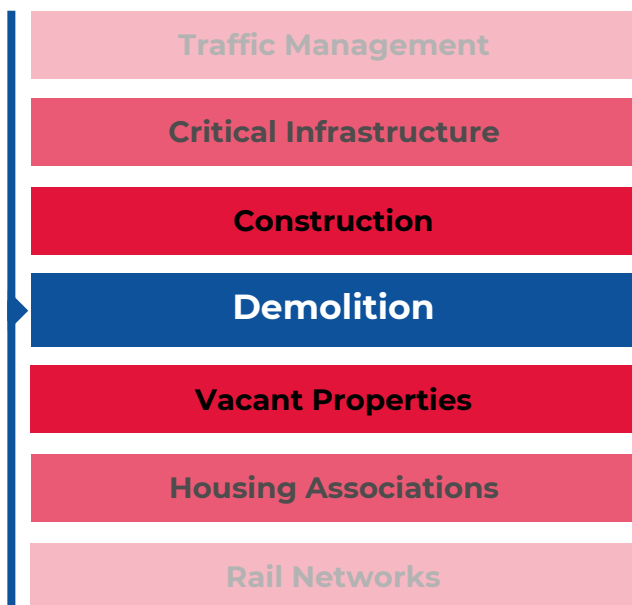 Traffic Management
Critical Infrastructure
Construction
Demolition
Vacant Properties
Housing Associations
Rail Networks